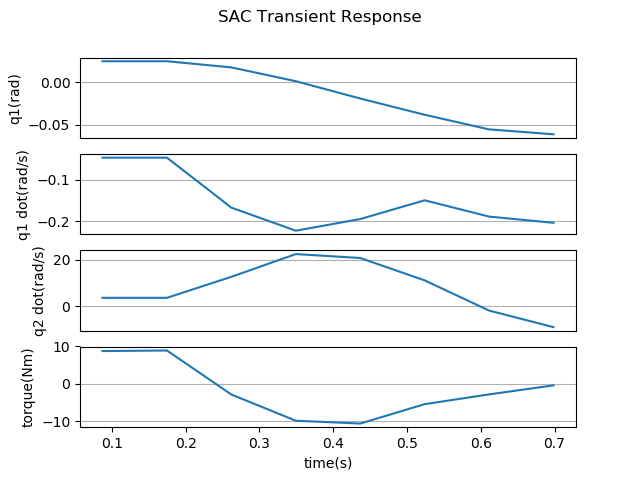 SAC Transient Response
q1(rad)
0.00
−0.05
q1 dot(rad/s)
−0.1
−0.2
q2 dot(rad/s)
20
0
torque(Nm)
10
0
−10
0.1 0.2 0.3 0.4 0.5 0.6 0.7
time(s)